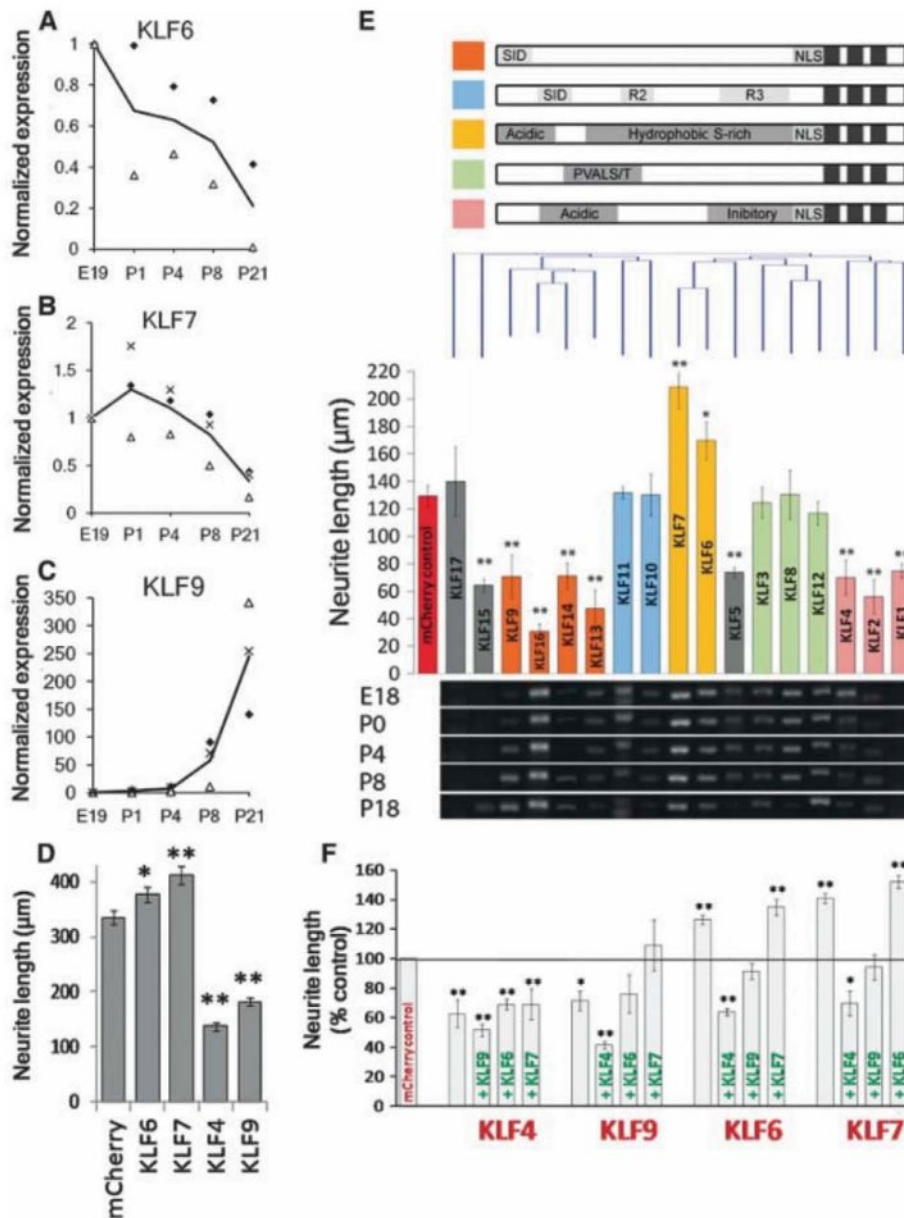 A
KLF6
Normalized expression
1
0.8
0.6
0.4
0.2
0
E19 P1 P4 P8 P21
B
KLF7
Normalized expression
2
1.5
1
0.5
0
E19 P1 P4 P8 P21
C
KLF9
Normalized expression
350
300
250
200
150
100
50
0
E19 P1 P4 P8 P21
D
Neurite length (µm)
400
300
200
100
0
* ** ** **
mCherry KLF6 KLF7 KLF4 KLF9
E
SID NLS
SID R2 R3
Acidic Hydrophobic S-rich NLS
PVALS/T
Acidic Inibitory NLS
Neurite length (µm)
220
200
180
160
140
120
100
80
60
40
20
0
** ** ** ** ** ** * ** ** ** **
mCherry control KLF17 KLF15 KLF9 KLF16 KLF14 KLF13 KLF11 KLF10 KLF7 KLF6 KLF5 KLF3 KLF8 KLF12 KLF4 KLF2 KLF1
E18
P0
P4
P8
P18
F
Neurite length
(% control)
160
140
120
100
80
60
40
20
0
** ** ** ** * ** ** ** ** ** * **
mCherry control
+ KLF9 + KLF6 + KLF7
+ KLF4 + KLF6 + KLF7
+ KLF4 + KLF9 + KLF7
+ KLF4 + KLF9 + KLF6
KLF4 KLF9 KLF6 KLF7